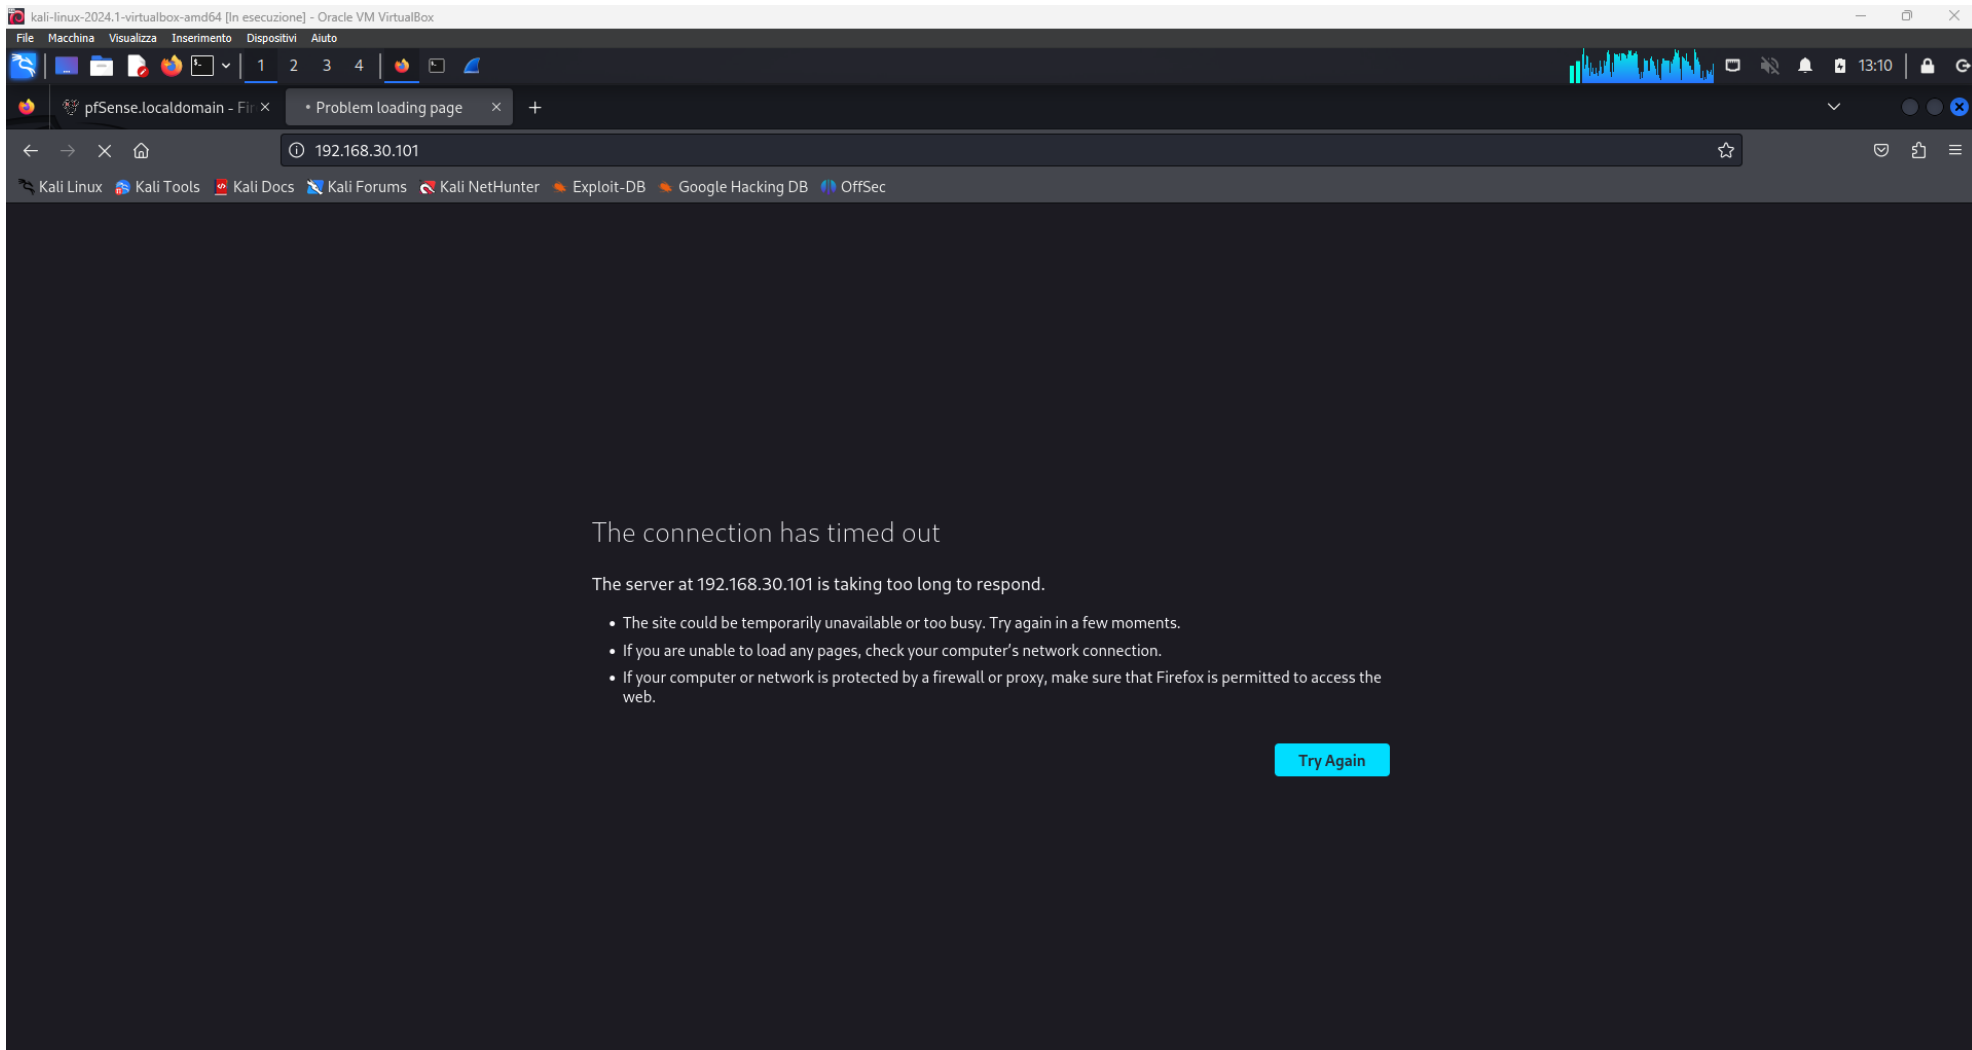 kali-linux-2024.1-virtualbox-amd64 [In esecuzione] - Oracle VM VirtualBox
File Macchina Visualizza Inserimento Dispositivi Aiuto
1 2 3 4 13:10
pfSense.localdomain - Fir Problem loading page
192.168.30.101
Kali Linux Kali Tools Kali Docs Kali Forums Kali NetHunter Exploit-DB Google Hacking DB OffSec
The connection has timed out
The server at 192.168.30.101 is taking too long to respond.
• The site could be temporarily unavailable or too busy. Try again in a few moments.
• If you are unable to load any pages, check your computer's network connection.
• If your computer or network is protected by a firewall or proxy, make sure that Firefox is permitted to access the
web.
Try Again